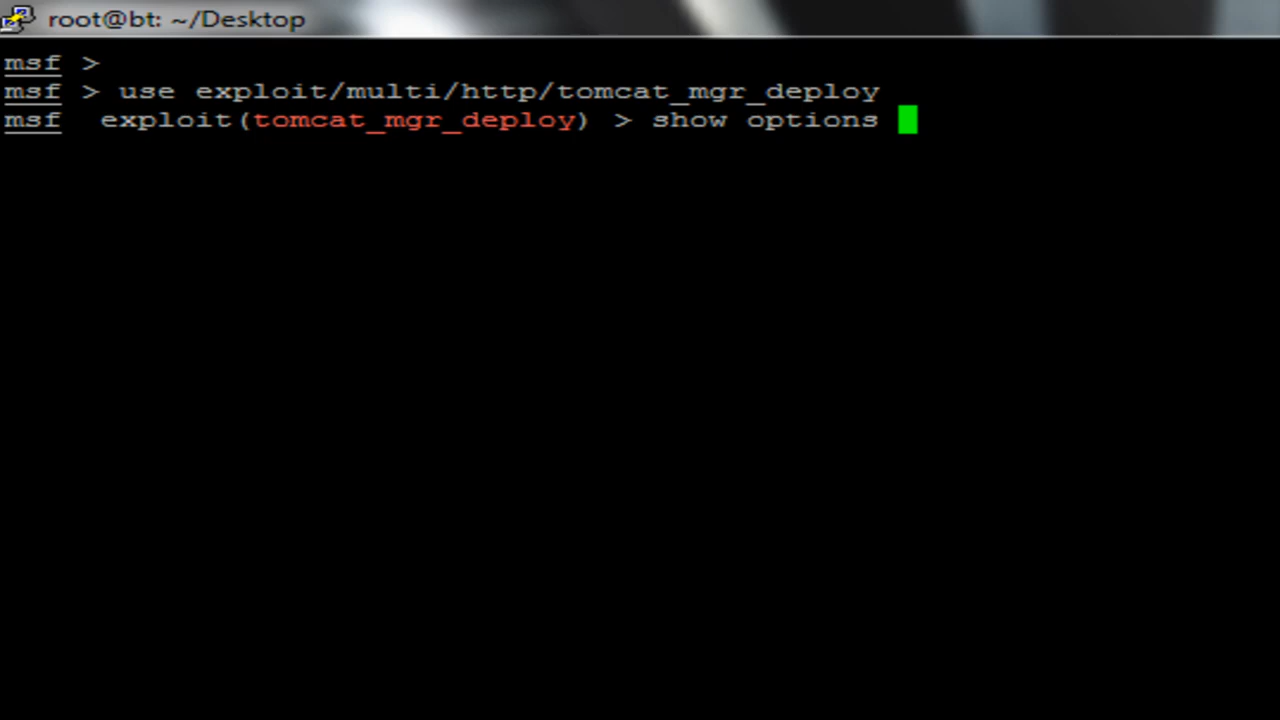 root@bt: ~/Desktop
msf >
msf > use exploit/multi/http/tomcat_mgr_deploy
msf exploit(tomcat_mgr_deploy) > show options